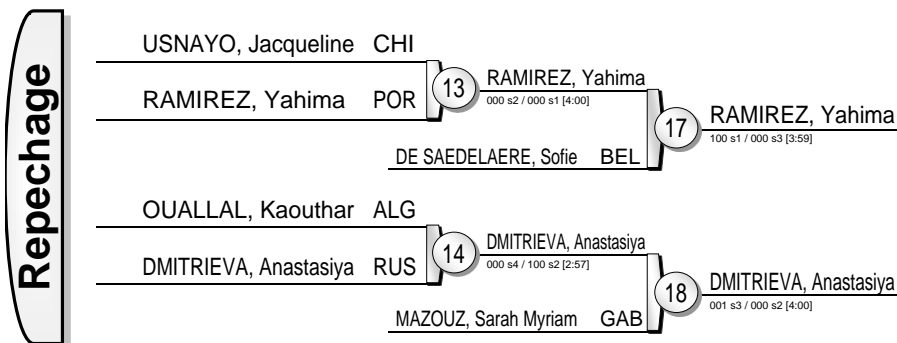 Repechage
USNAYO, Jacqueline CHI
RAMIREZ, Yahima POR
13
RAMIREZ, Yahima
000 s2 / 000 s1 [4:00]
DE SAEDELAERE, Sofie BEL
17
RAMIREZ, Yahima
100 s1 / 000 s3 [3:59]
OUALLAL, Kaouthar ALG
DMITRIEVA, Anastasiya RUS
14
DMITRIEVA, Anastasiya
000 s4 / 100 s2 [2:57]
MAZOUZ, Sarah Myriam GAB
18
DMITRIEVA, Anastasiya
001 s3 / 000 s2 [4:00]